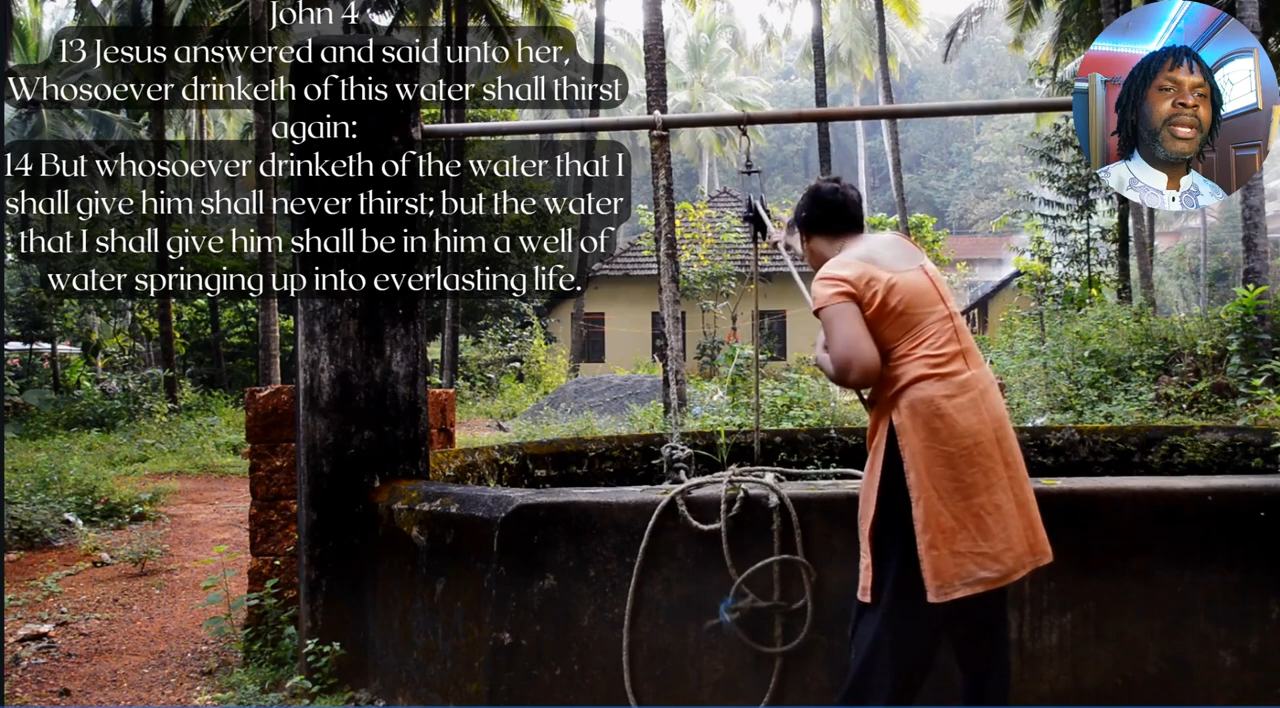 John 4
13 Jesus answered and said unto her,
Whosoever drinketh of this water shall thirst
again:
14 But whosoever drinketh of the water that I
shall give him shall never thirst; but the water
that I shall give him shall be in him a well of
water springing up into everlasting life.